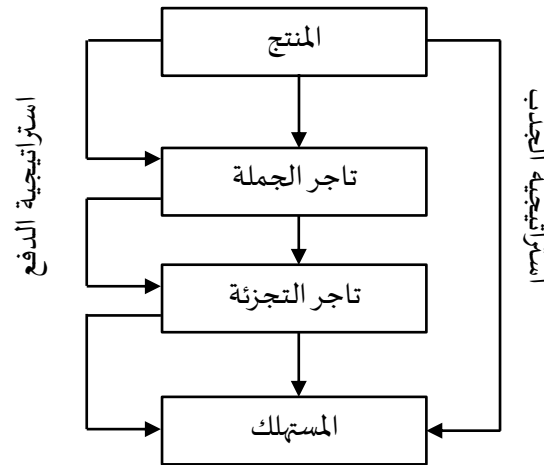 المنتج
تاجر الجملة
تاجر التجزئة
المستهلك
استراتيجية الجذب
استراتيجية الدفع